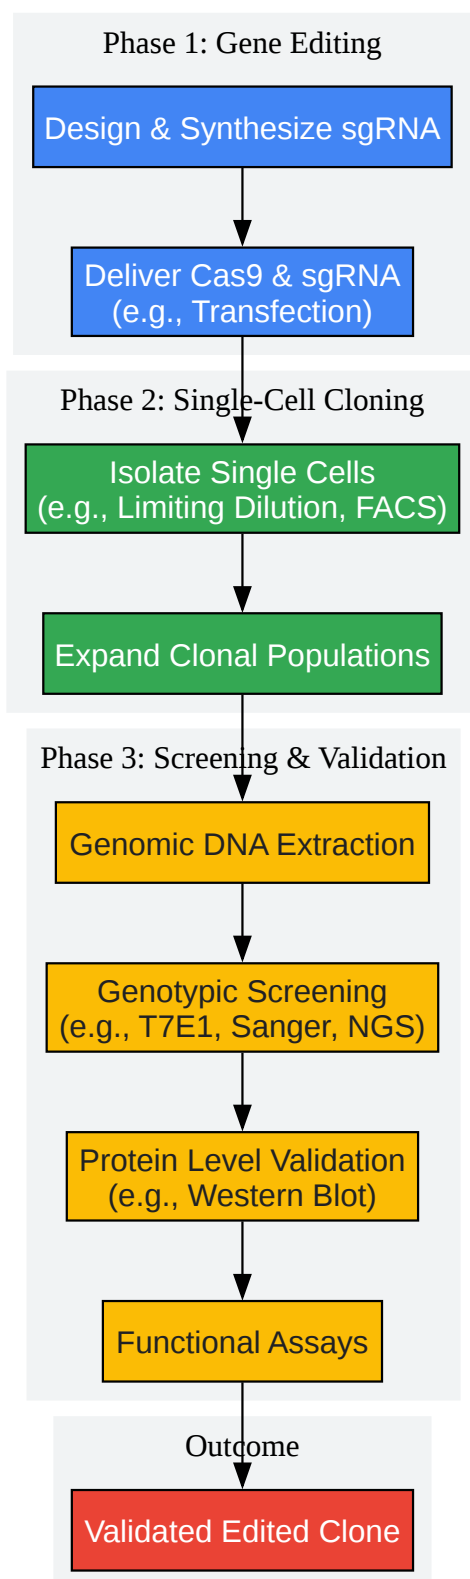 Phase 1: Gene Editing
Design & Synthesize sgRNA
Deliver Cas9 & sgRNA
(e.g., Transfection)
Phase 2: Single-Cell Cloning
Isolate Single Cells
(e.g., Limiting Dilution, FACS)
Expand Clonal Populations
Phase 3: Screening & Validation
Genomic DNA Extraction
Genotypic Screening
(e.g., T7E1, Sanger, NGS)
Protein Level Validation
(e.g., Western Blot)
Functional Assays
Outcome
Validated Edited Clone